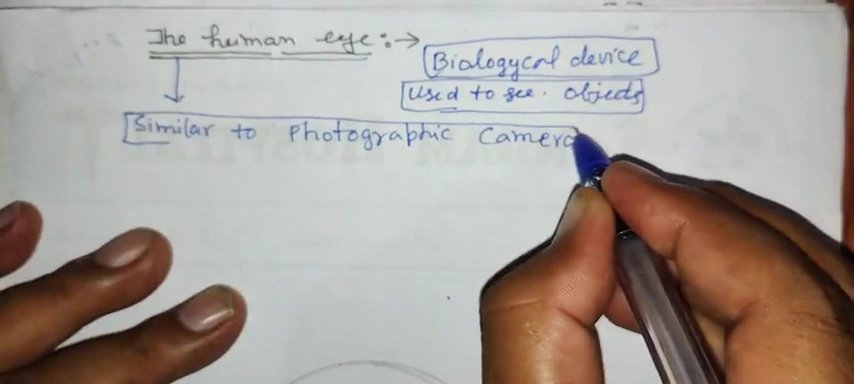 The human eye :→
Biologycal device
Used to see. objects
Similar to Photographic Camera